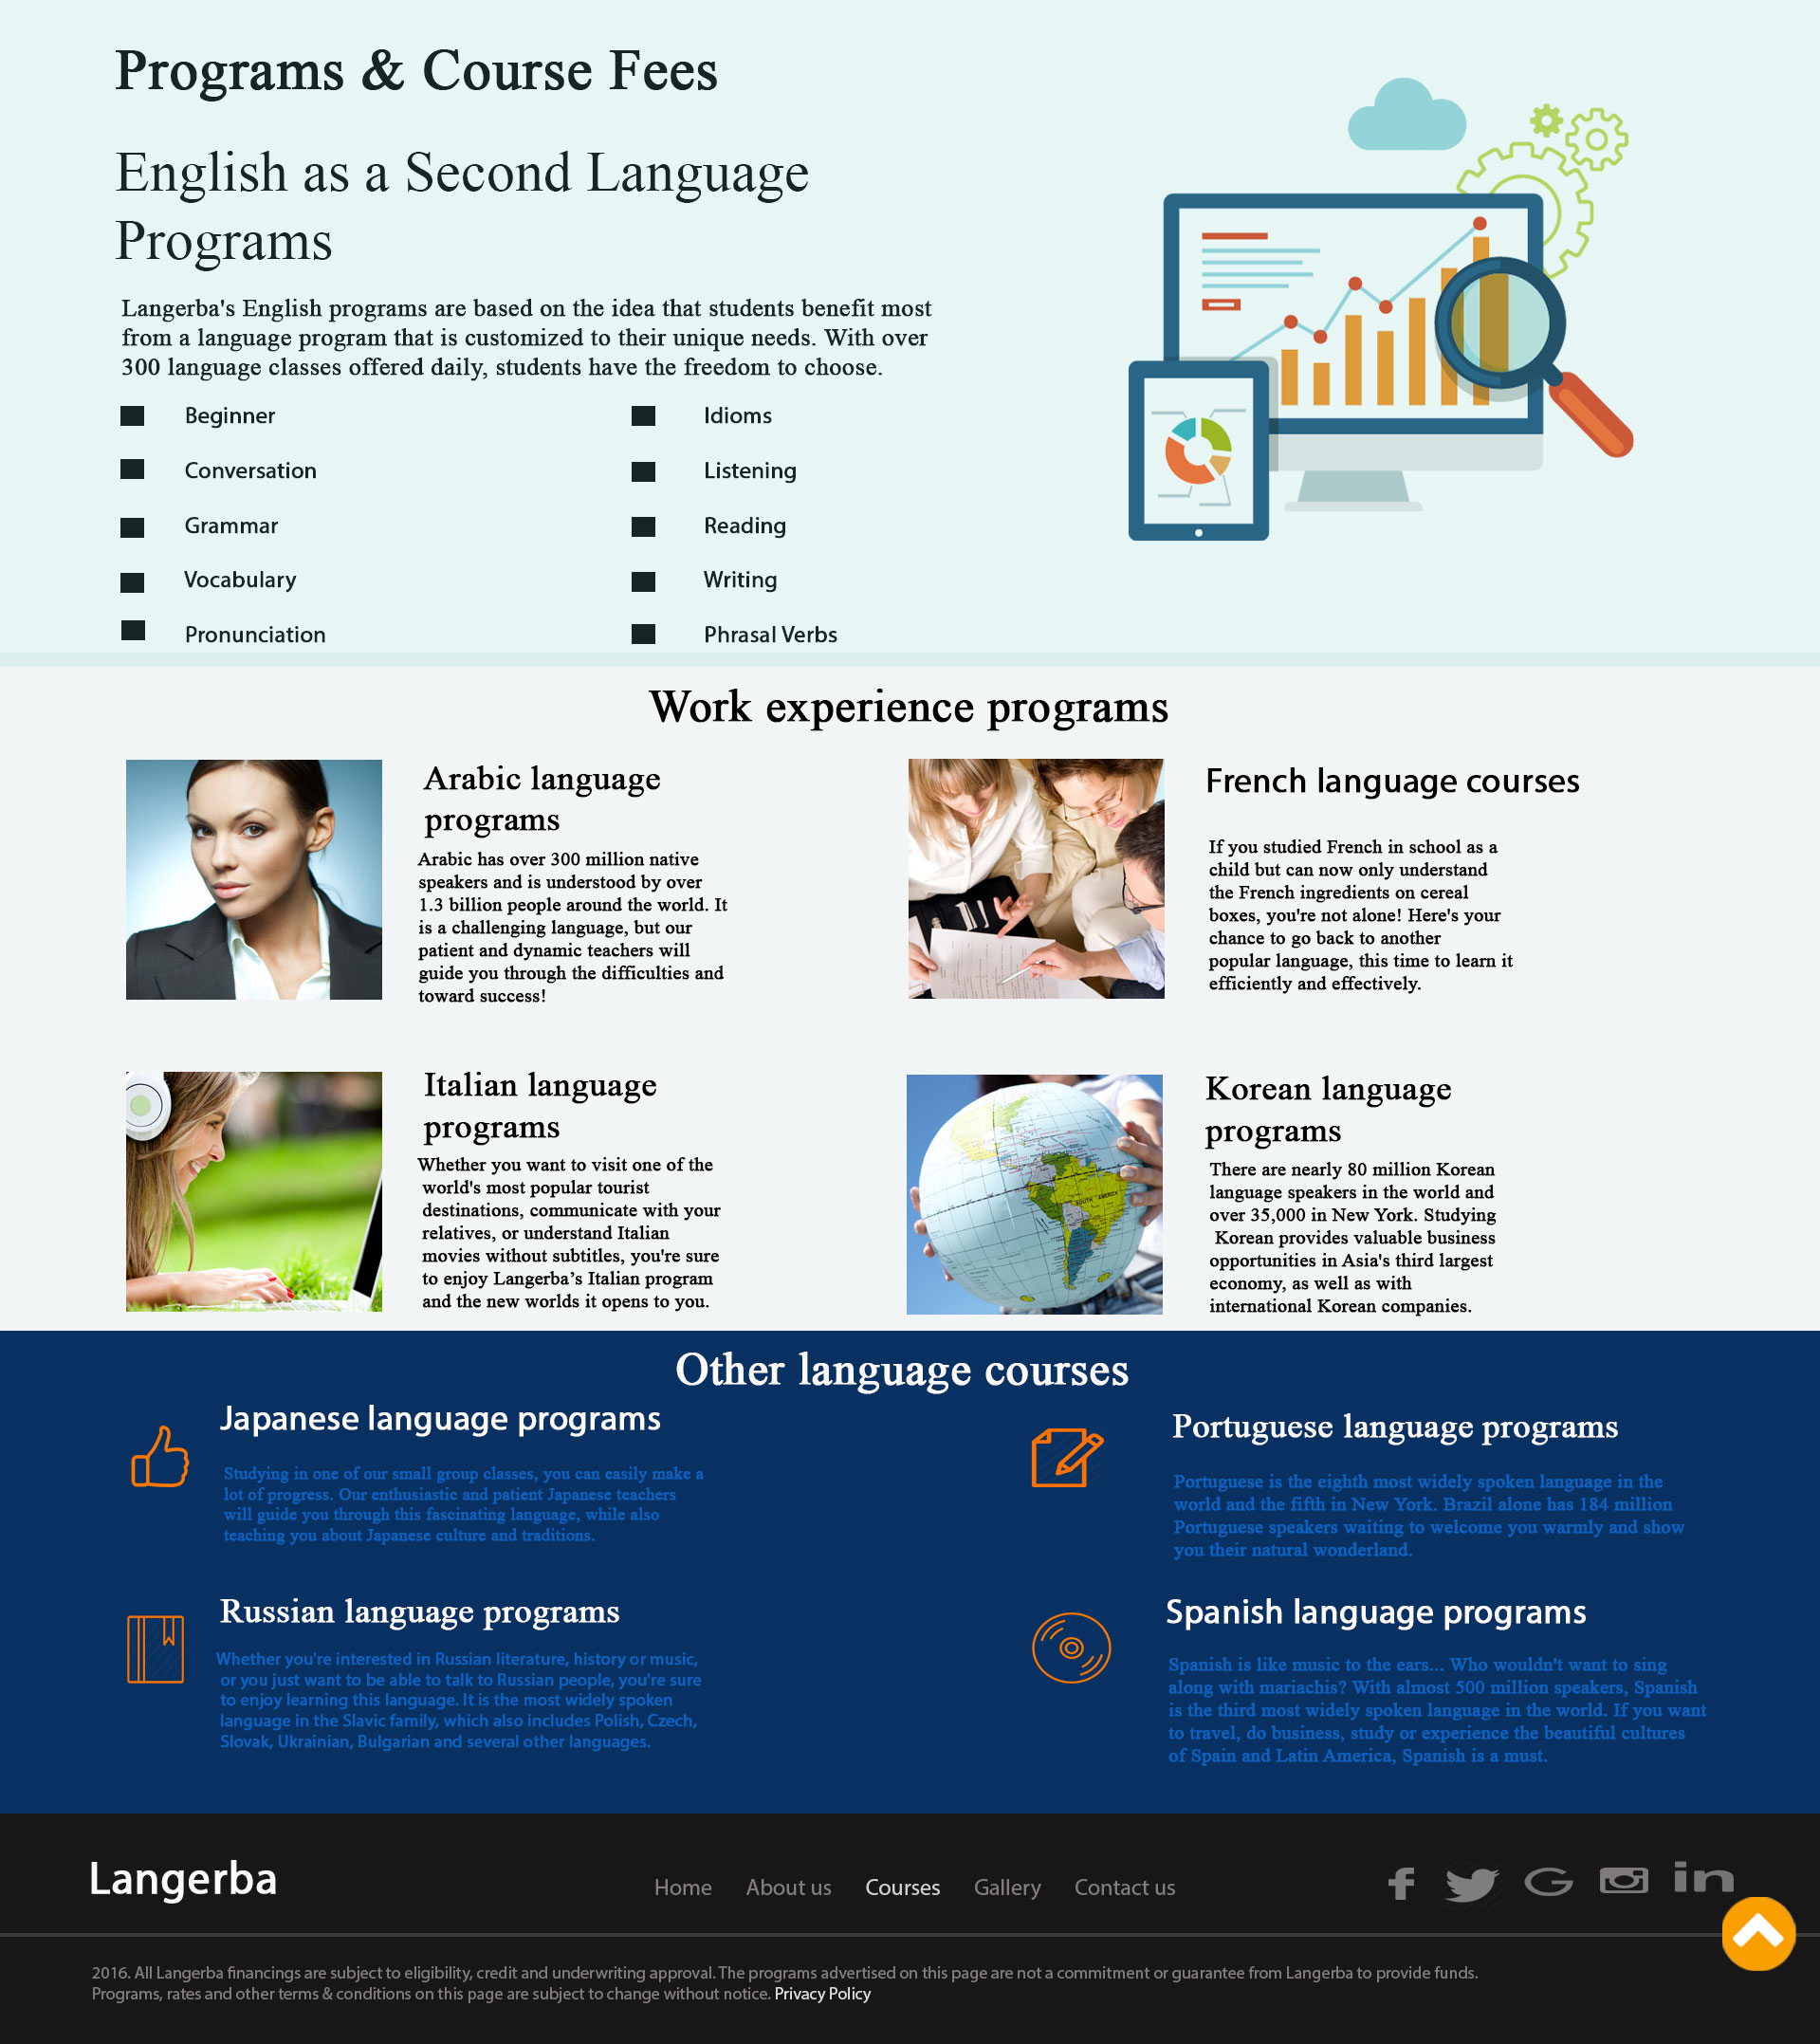 Programs & Course Fees
English as a Second Language
Programs
Langerba's English programs are based on the idea that students benefit most
from a language program that is customized to their unique needs. With over
300 language classes offered daily, students have the freedom to choose.
Beginner
Conversation
Grammar
Vocabulary
Pronunciation
Idioms
Listening
Reading
Writing
Phrasal Verbs
Work experience programs
Arabic language
programs
Arabic has over 300 million native
speakers and is understood by over
1.3 billion people around the world. It
is a challenging language, but our
patient and dynamic teachers will
guide you through the difficulties and
toward success!
French language courses
If you studied French in school as a
child but can now only understand
the French ingredients on cereal
boxes, you're not alone! Here's your
chance to go back to another
popular language, this time to learn it
efficiently and effectively.
Italian language
programs
Whether you want to visit one of the
world's most popular tourist
destinations, communicate with your
relatives, or understand Italian
movies without subtitles, you're sure
to enjoy Langerba’s Italian program
and the new worlds it opens to you.
SOUTH AMERICA
Korean language
programs
There are nearly 80 million Korean
language speakers in the world and
over 35,000 in New York. Studying
Korean provides valuable business
opportunities in Asia's third largest
economy, as well as with
international Korean companies.
Other language courses
Japanese language programs
Studying in one of our small group classes, you can easily make a
lot of progress. Our enthusiastic and patient Japanese teachers
will guide you through this fascinating language, while also
teaching you about Japanese culture and traditions.
Portuguese language programs
Portuguese is the eighth most widely spoken language in the
world and the fifth in New York. Brazil alone has 184 million
Portuguese speakers waiting to welcome you warmly and show
you their natural wonderland.
Russian language programs
Whether you're interested in Russian literature, history or music,
or you just want to be able to talk to Russian people, you're sure
to enjoy learning this language. It is the most widely spoken
language in the Slavic family, which also includes Polish, Czech,
Slovak, Ukrainian, Bulgarian and several other languages.
Spanish language programs
Spanish is like music to the ears... Who wouldn't want to sing
along with mariachis? With almost 500 million speakers, Spanish
is the third most widely spoken language in the world. If you want
to travel, do business, study or experience the beautiful cultures
of Spain and Latin America, Spanish is a must.
Langerba
Home About us Courses Gallery Contact us
2016. All Langerba financings are subject to eligibility, credit and underwriting approval. The programs advertised on this page are not a commitment or guarantee from Langerba to provide funds.
Programs, rates and other terms & conditions on this page are subject to change without notice. Privacy Policy